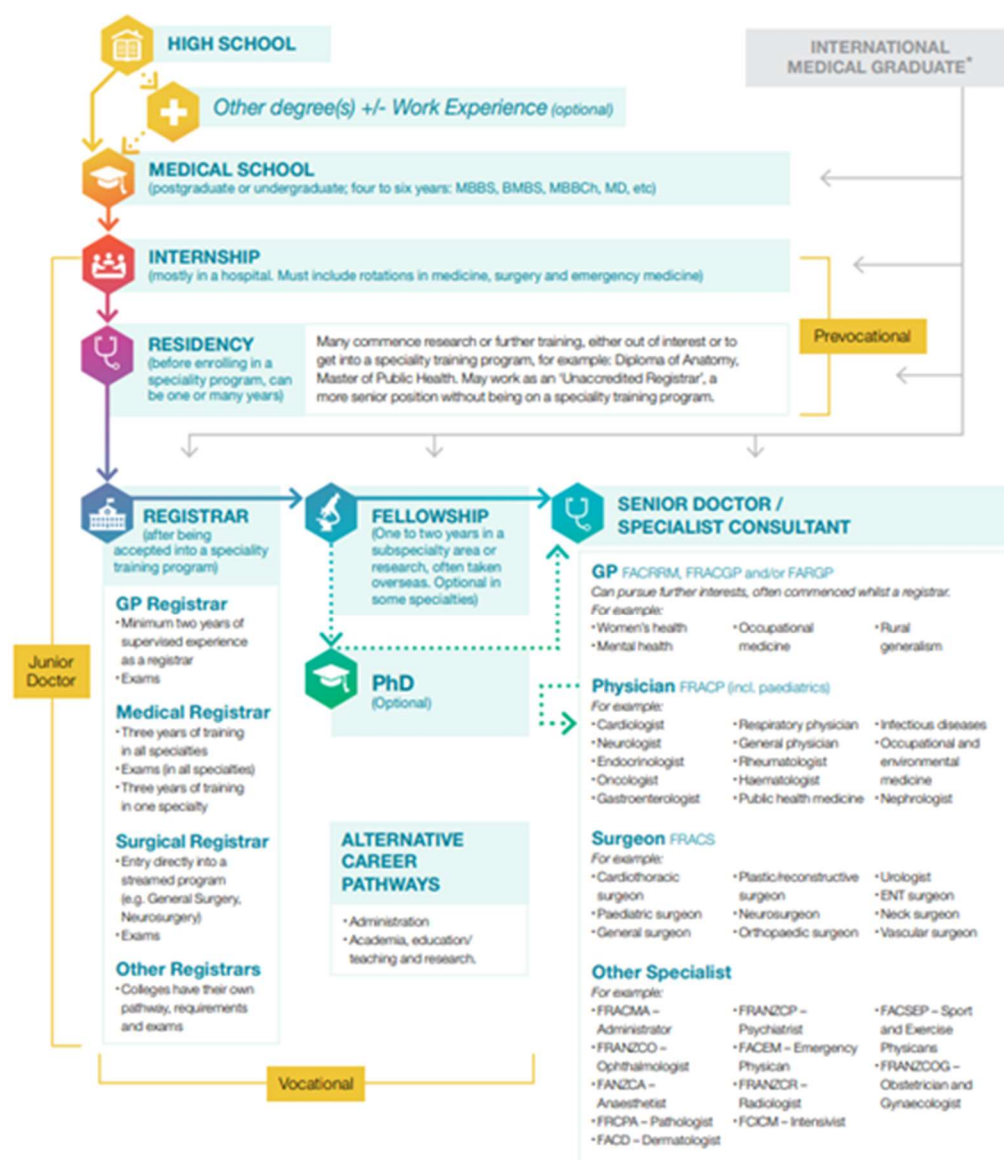 HIGH SCHOOL
INTERNATIONAL
MEDICAL GRADUATE*
Other degree(s) +/- Work Experience (optional)
MEDICAL SCHOOL
(postgraduate or undergraduate; four to six years: MBBS, BMBS, MBBCh, MD, etc)
INTERNSHIP
(mostly in a hospital. Must include rotations in medicine, surgery and emergency medicine)
Prevocational
RESIDENCY
(before enrolling in a
speciality program, can
be one or many years)
Many commence research or further training, either out of interest or to
get into a speciality training program, for example: Diploma of Anatomy,
Master of Public Health. May work as an 'Unaccredited Registrar', a
more senior position without being on a speciality training program.
Junior
Doctor
REGISTRAR
(after being
accepted into a speciality
training program)
GP Registrar
• Minimum two years of
supervised experience
as a registrar
• Exams
Medical Registrar
• Three years of training
in all specialties
• Exams (in all specialties)
• Three years of training
in one specialty
Surgical Registrar
• Entry directly into a
streamed program
(e.g. General Surgery,
Neurosurgery)
• Exams
Other Registrars
• Colleges have their own
pathway, requirements
and exams
Vocational
FELLOWSHIP
(One to two years in a
subspecialty area or
research, often taken
overseas. Optional in
some specialties)
PhD
(Optional)
ALTERNATIVE
CAREER
PATHWAYS
• Administration
• Academia, education/
teaching and research.
SENIOR DOCTOR /
SPECIALIST CONSULTANT
GP FACRRM, FRACGP and/or FARGP
Can pursue further interests, often commenced whilst a registrar.
For example:
• Women's health
• Mental health
• Occupational
medicine
• Rural
generalism
Physician FRACP (incl. paediatrics)
For example:
• Cardiologist
• Neurologist
• Endocrinologist
• Oncologist
• Gastroenterologist
• Respiratory physician
• General physician
• Rheumatologist
• Haematologist
• Public health medicine
• Infectious diseases
• Occupational and
environmental
medicine
• Nephrologist
Surgeon FRACS
For example:
• Cardiothoracic
surgeon
• Paediatric surgeon
• General surgeon
• Plastic/reconstructive
surgeon
• Neurosurgeon
• Orthopaedic surgeon
• Urologist
• ENT surgeon
• Neck surgeon
• Vascular surgeon
Other Specialist
For example:
• FRACMA –
Administrator
• FRANZCO –
Ophthalmologist
• FANZCA –
Anaesthetist
• FRCPA – Pathologist
• FACD – Dermatologist
• FRANZCP –
Psychiatrist
• FACEM – Emergency
Physican
• FRANZCR –
Radiologist
• FCICM – Intensivist
• FACSEP – Sport
and Exercise
Physicans
• FRANZCOG –
Obstetrician and
Gynaecologist